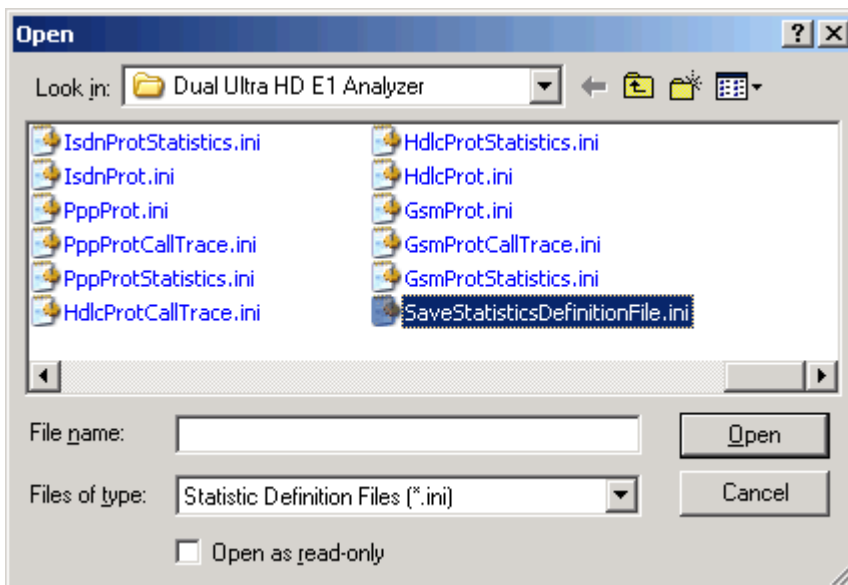 Open
Look in: Dual Ultra HD E1 Analyzer
IsdnProtStatistics.ini HdlcProtStatistics.ini
IsdnProt.ini HdlcProt.ini
PppProt.ini GsmProt.ini
PppProtCallTrace.ini GsmProtCallTrace.ini
PppProtStatistics.ini GsmProtStatistics.ini
HdlcProtCallTrace.ini SaveStatisticsDefinitionFile.ini
File name: Open
Files of type: Statistic Definition Files (*.ini) Cancel
Open as read-only